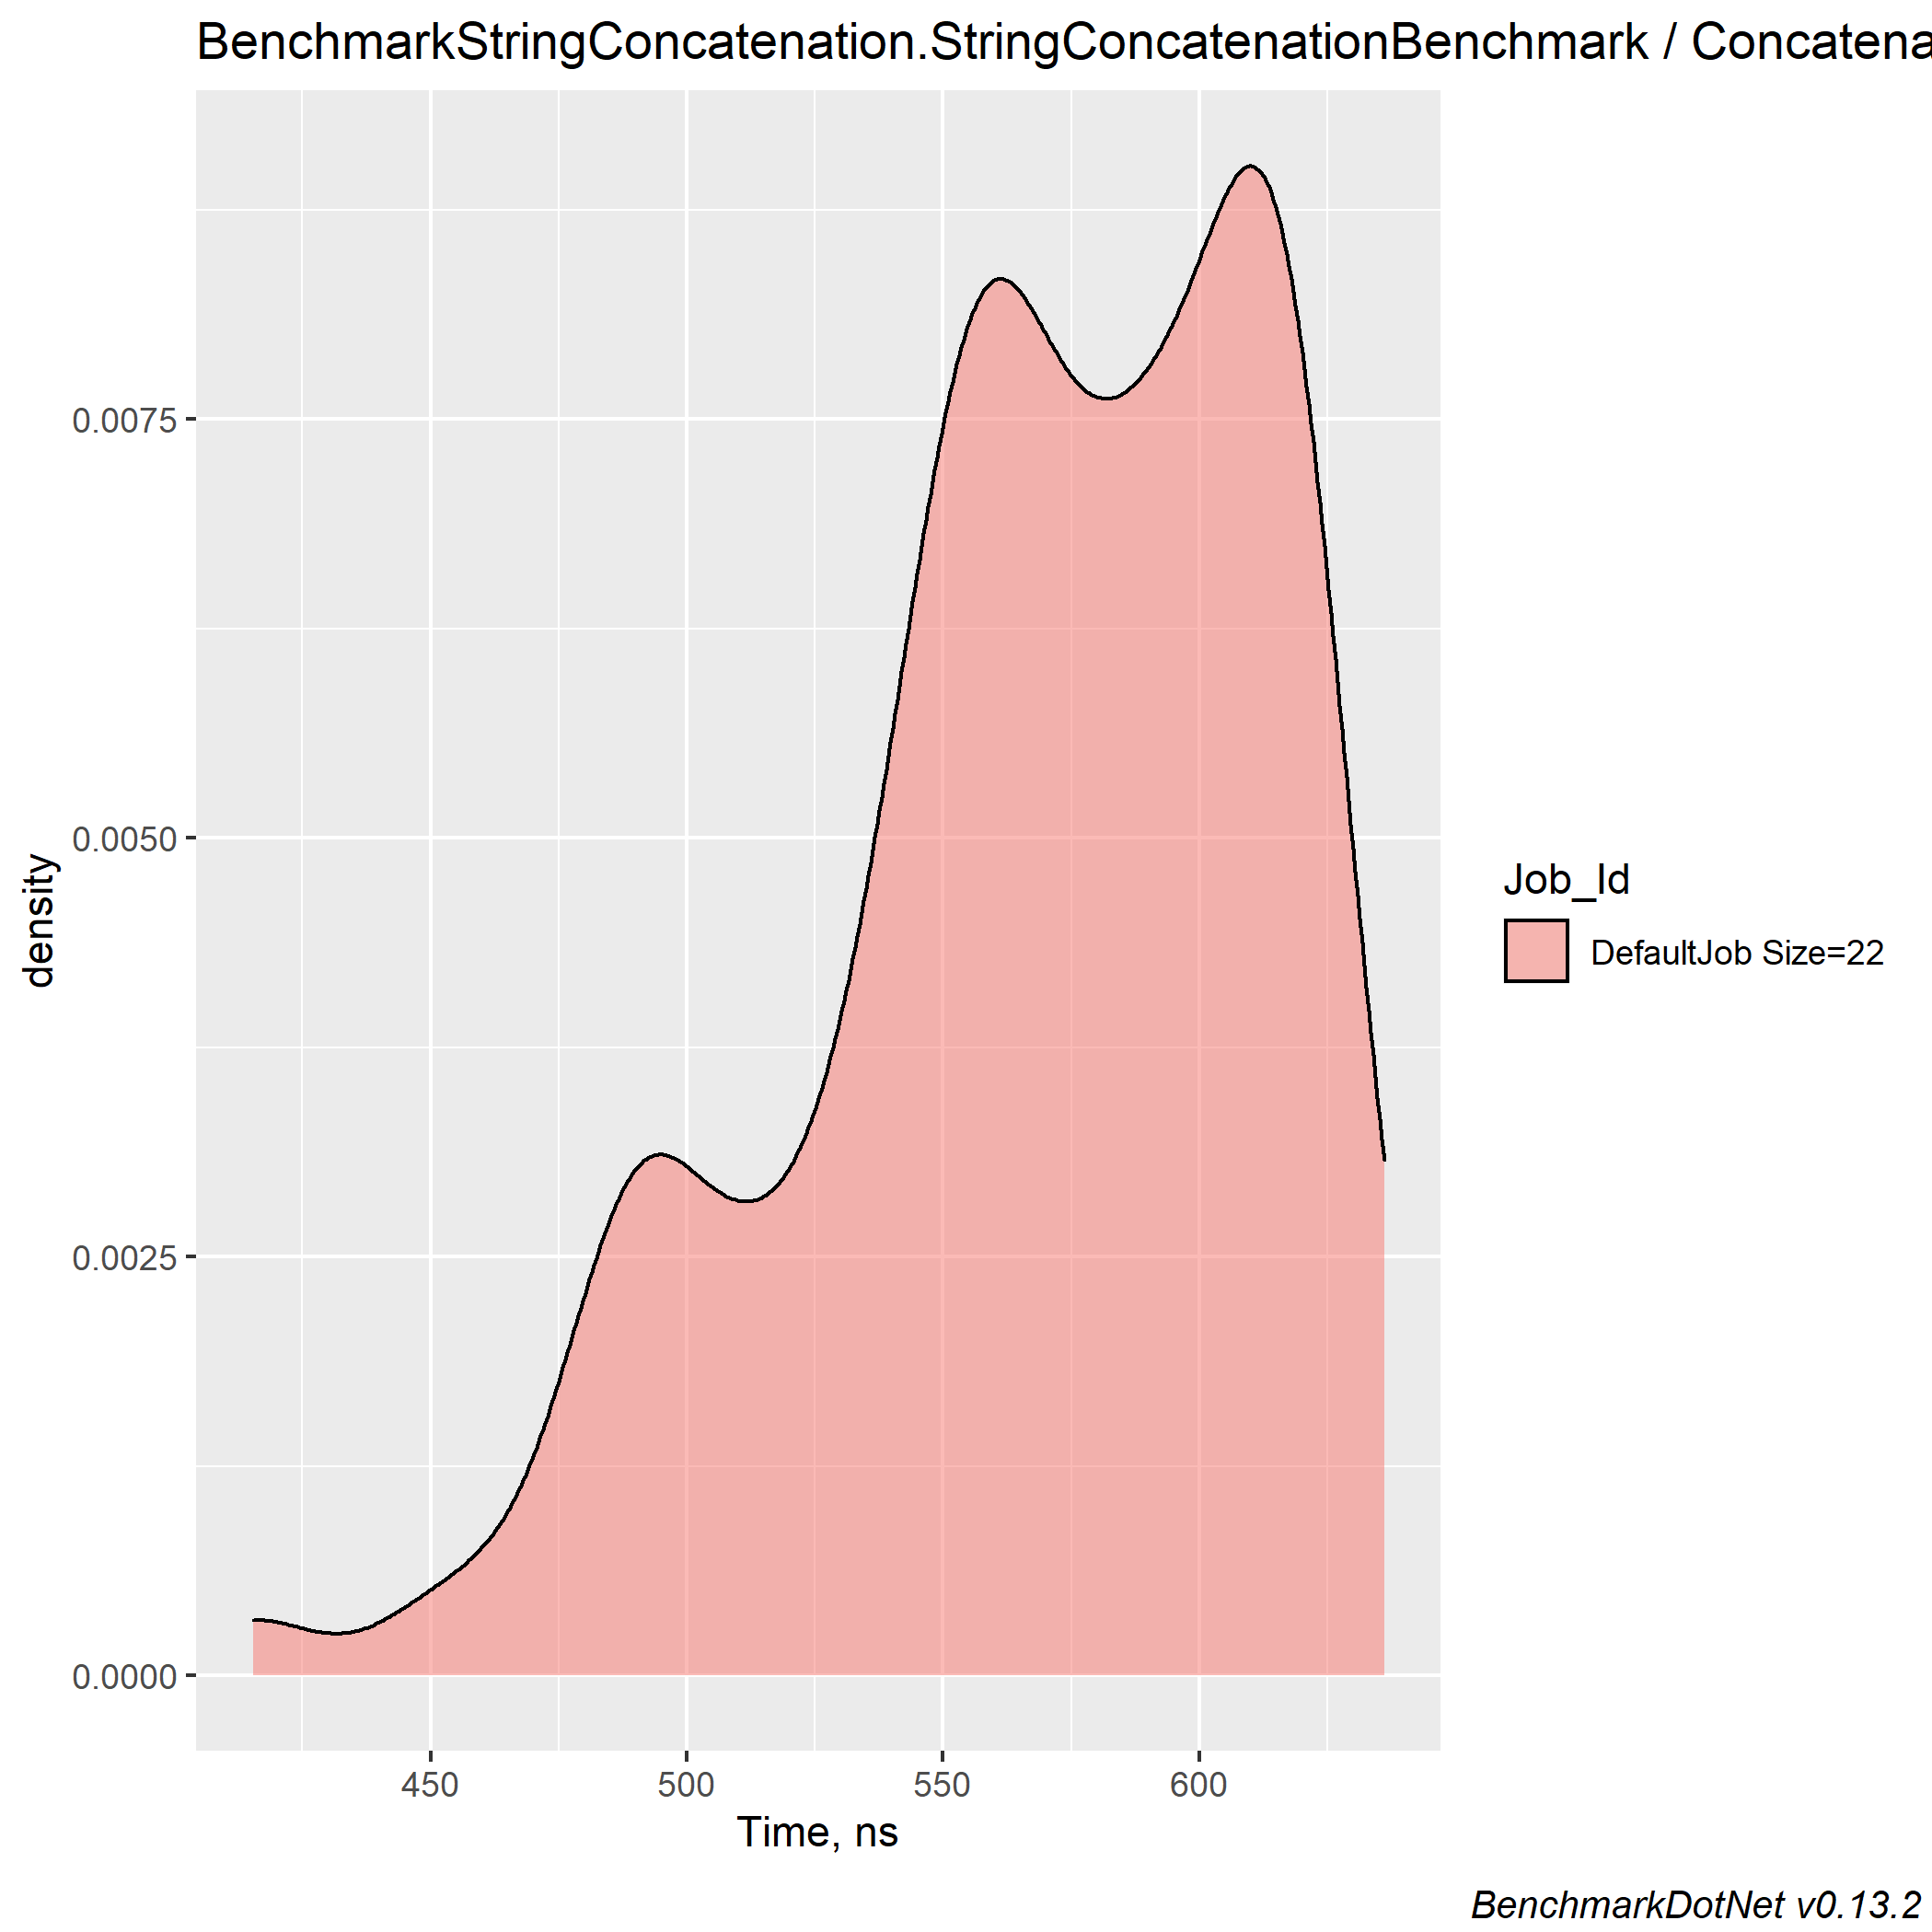 BenchmarkStringConcatenation.StringConcatenationBenchmark / Concatena
0.0075
0.0050
0.0025
0.0000
density
450 500 550 600
Time, ns
Job_Id
DefaultJob Size=22
BenchmarkDotNet v0.13.2